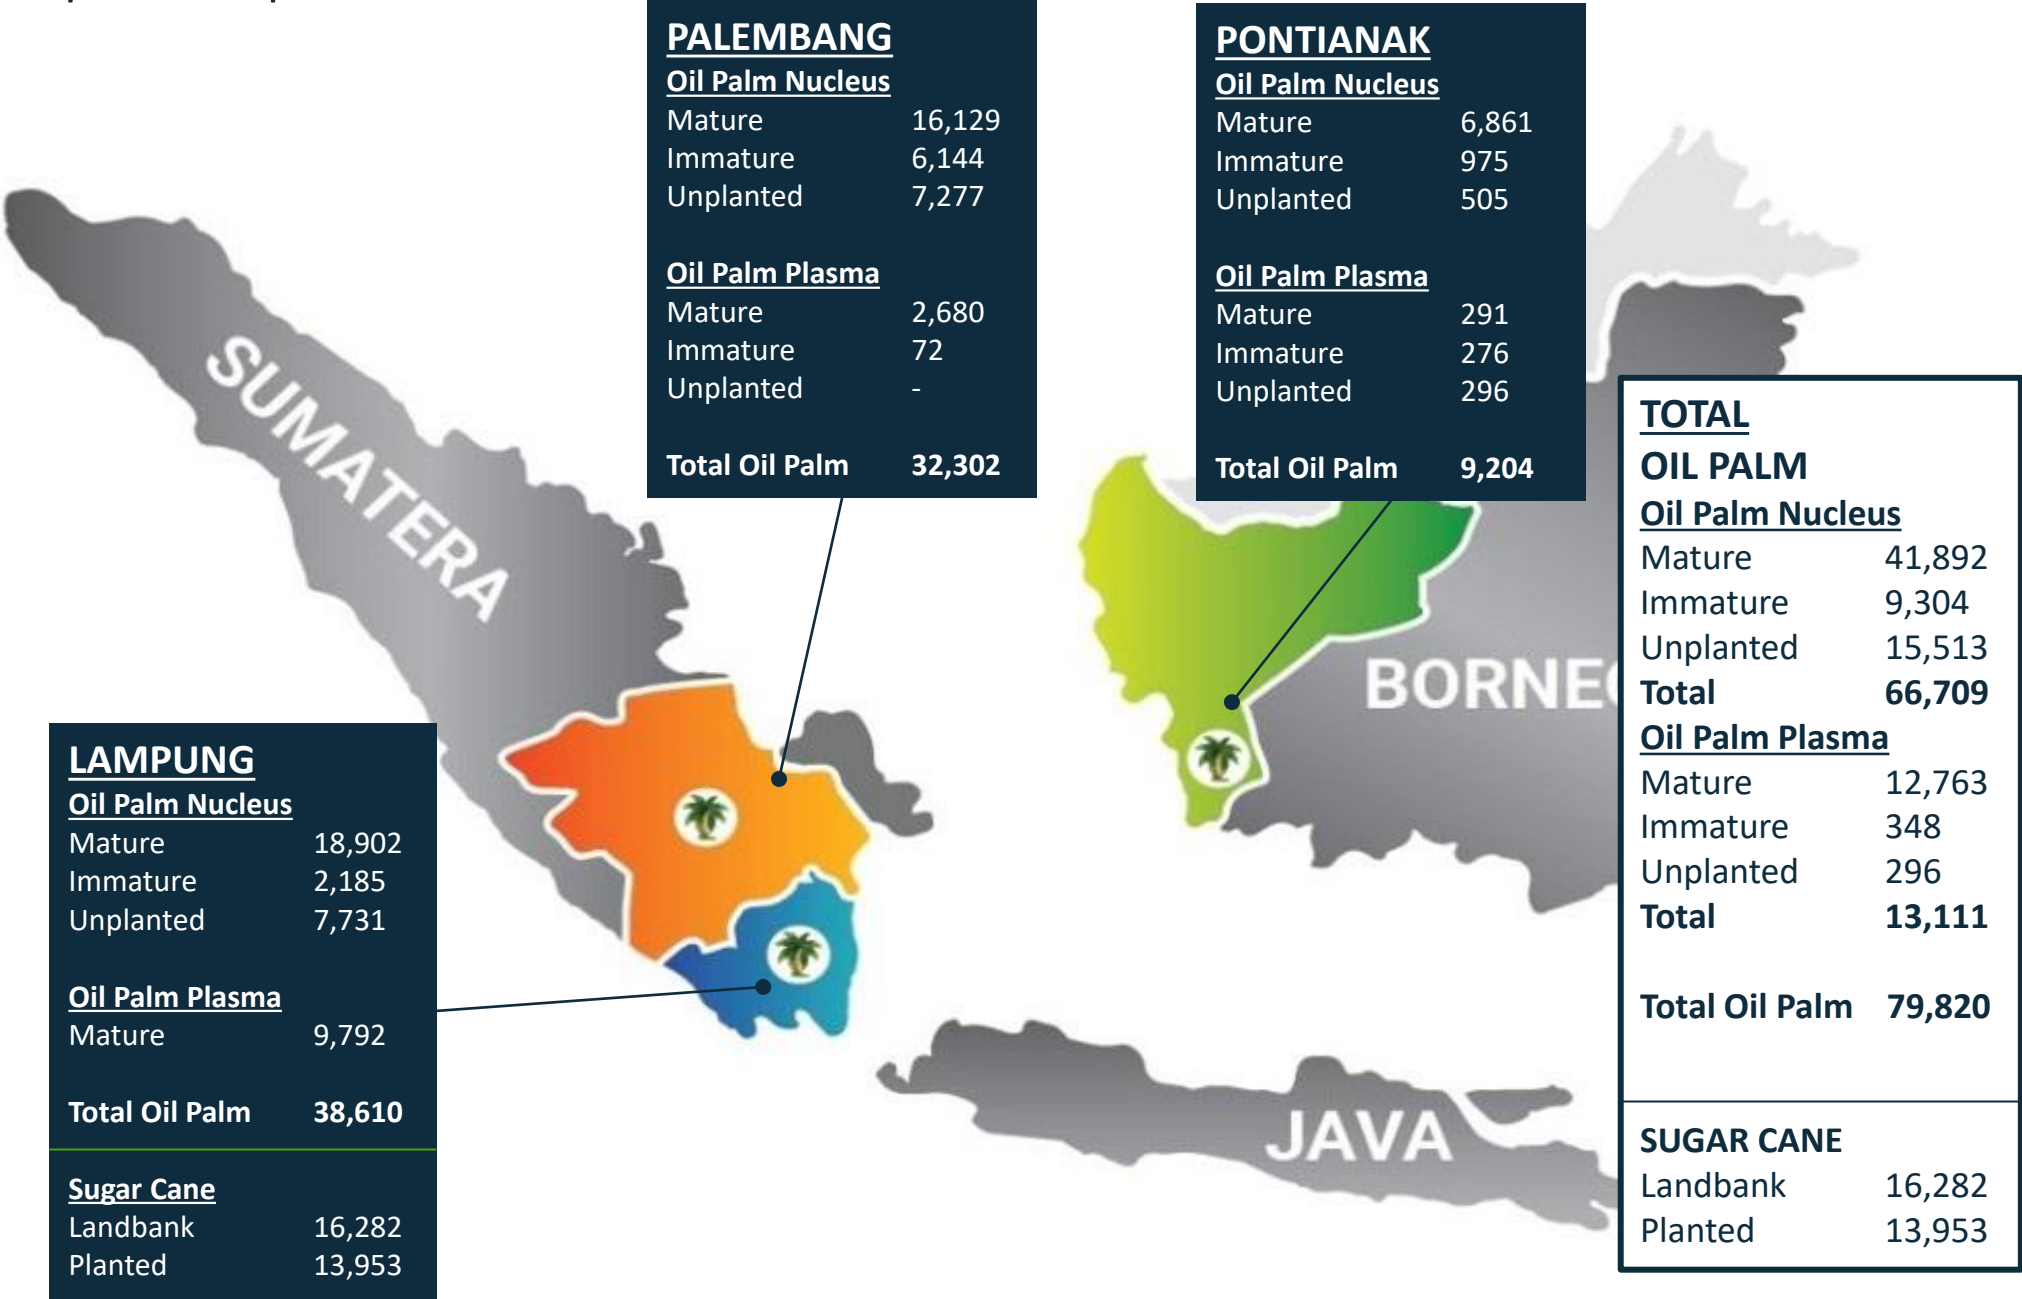 PALEMBANG
Oil Palm Nucleus
Mature 16,129
Immature 6,144
Unplanted 7,277
Oil Palm Plasma
Mature 2,680
Immature 72
Unplanted -
Total Oil Palm 32,302
PONTIANAK
Oil Palm Nucleus
Mature 6,861
Immature 975
Unplanted 505
Oil Palm Plasma
Mature 291
Immature 276
Unplanted 296
Total Oil Palm 9,204
SUMATERA
BORNE
JAVA
LAMPUNG
Oil Palm Nucleus
Mature 18,902
Immature 2,185
Unplanted 7,731
Oil Palm Plasma
Mature 9,792
Total Oil Palm 38,610
Sugar Cane
Landbank 16,282
Planted 13,953
TOTAL
OIL PALM
Oil Palm Nucleus
Mature 41,892
Immature 9,304
Unplanted 15,513
Total 66,709
Oil Palm Plasma
Mature 12,763
Immature 348
Unplanted 296
Total 13,111
Total Oil Palm 79,820
SUGAR CANE
Landbank 16,282
Planted 13,953